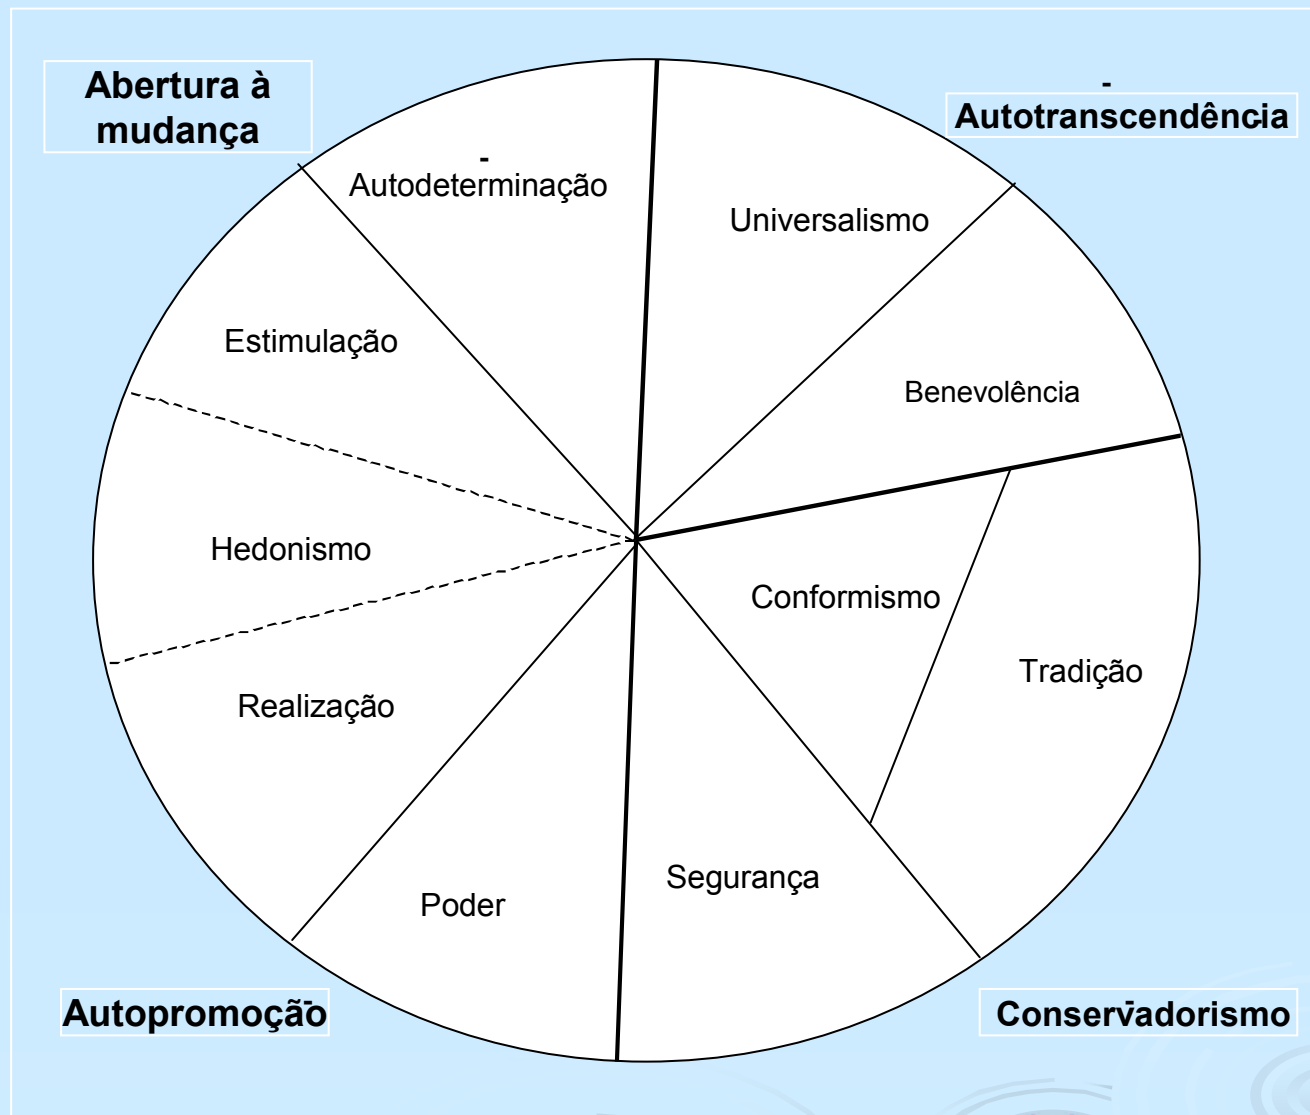 Abertura à
mudança
Autotranscendência
Autodeterminação
Universalismo
Estimulação
Benevolência
Hedonismo
Conformismo
Tradição
Realização
Segurança
Poder
Autopromoção
Conservadorismo